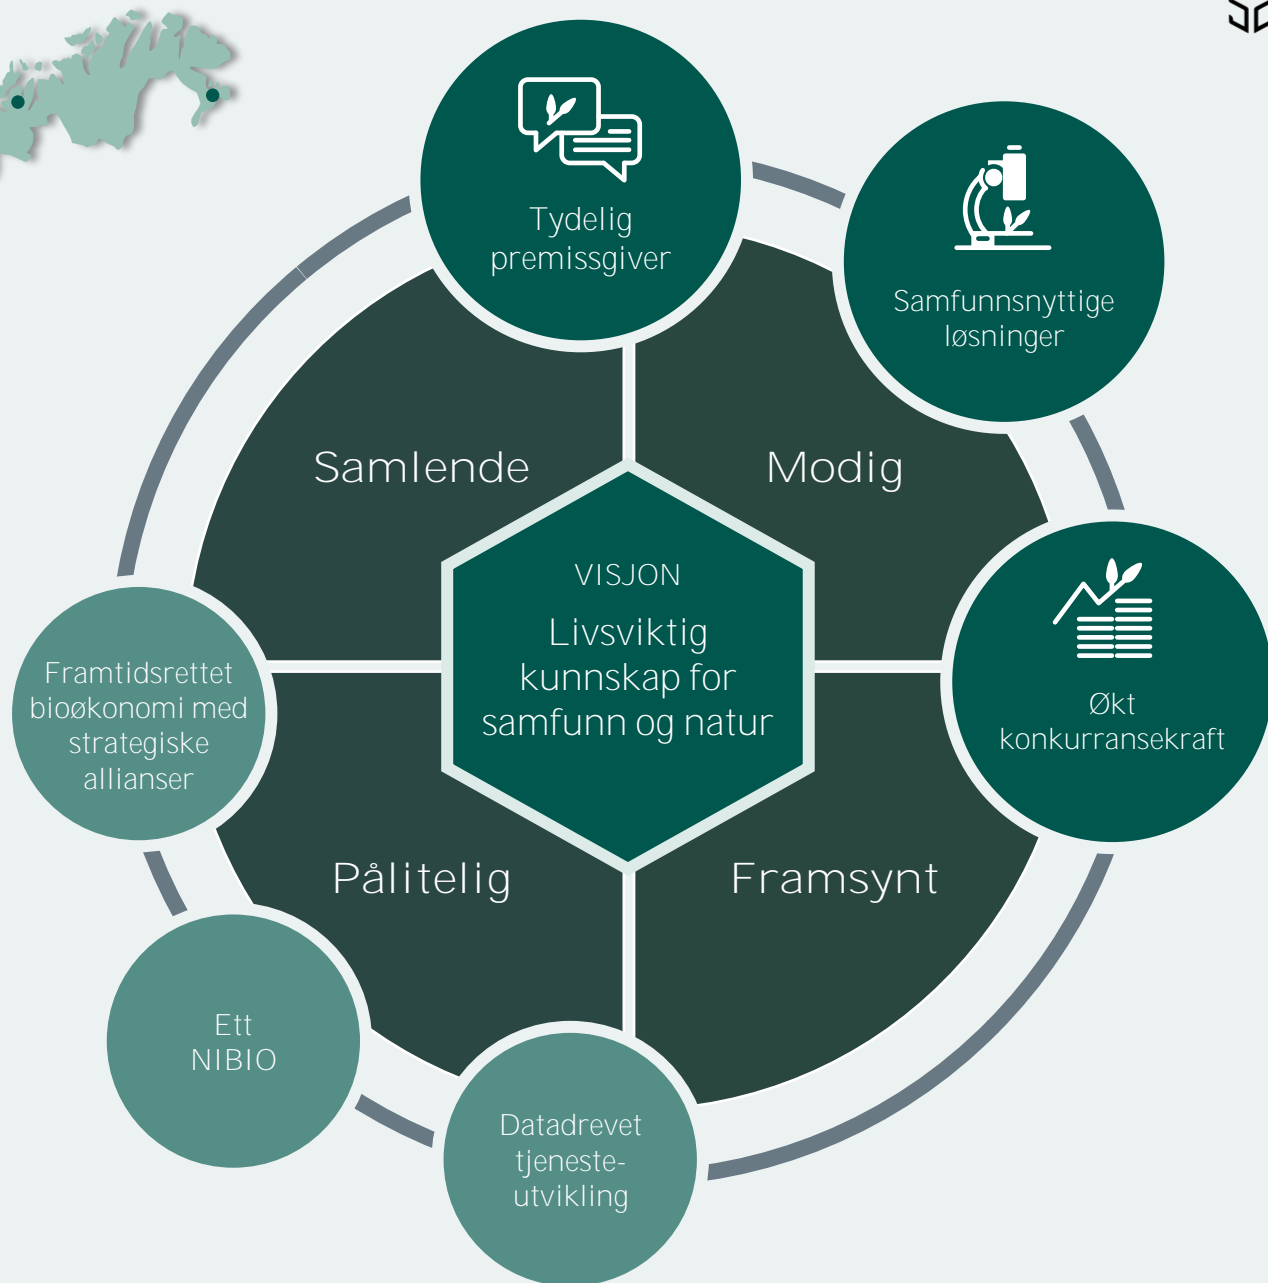 Tydelig
premissgiver
Samfunnsnyttige
løsninger
Samlende
Modig
VISJON
Livsviktig
kunnskap for
samfunn og natur
Framtidsrettet
bioøkonomi med
strategiske
allianser
Økt
konkurransekraft
Pålitelig
Framsynt
Ett
NIBIO
Datadrevet
tjeneste-
utvikling